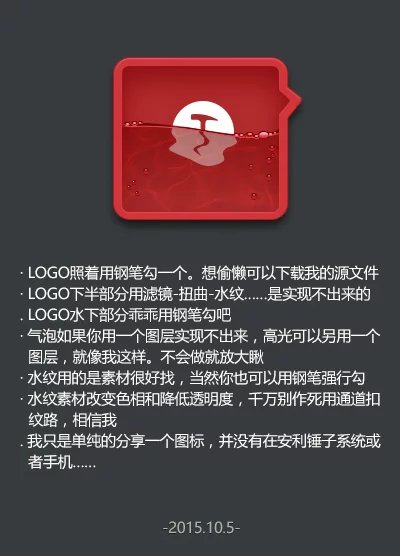 · LOGO照着用钢笔勾一个。想偷懒可以下载我的源文件
· LOGO下半部分用滤镜-扭曲-水纹......是实现不出来的
. LOGO水下部分乖乖用钢笔勾吧
· 气泡如果你用一个图层实现不出来，高光可以另用一个
图层，就像我这样。不会做就放大瞅
· 水纹用的是素材很好找，当然你也可以用钢笔强行勾
· 水纹素材改变色相和降低透明度，千万别作死用通道扣
纹路，相信我
. 我只是单纯的分享一个图标，并没有在安利锤子系统或
者手机......
-2015.10.5-